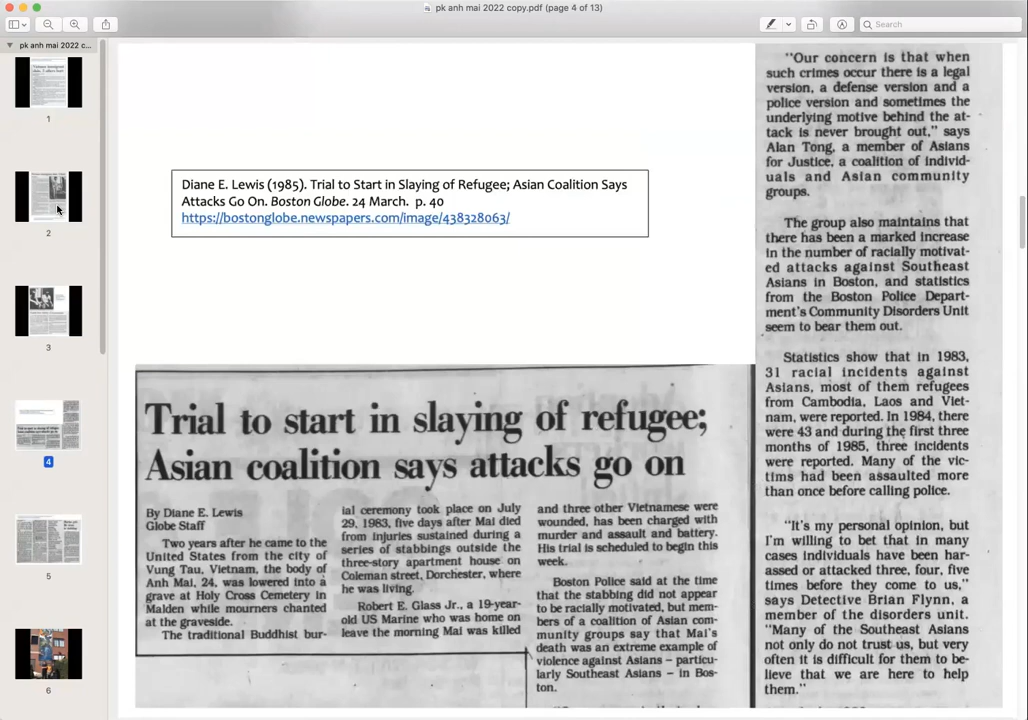 pk anh mai 2022 copy.pdf (page 4 of 13)
Search
pk anh mai 2022 c...
1
2
3
4
5
6
Diane E. Lewis (1985). Trial to Start in Slaying of Refugee; Asian Coalition Says
Attacks Go On. Boston Globe. 24 March. p. 40
https://bostonglobe.newspapers.com/image/438328063/
Trial to start in slaying of refugee;
Asian coalition says attacks go on
By Diane E. Lewis
Globe Staff
Two years after he came to the
United States from the city of
Vung Tau, Vietnam, the body of
Anh Mai, 24, was lowered into a
grave at Holy Cross Cemetery in
Malden while mourners chanted
at the graveside.
The traditional Buddhist bur-
ial ceremony took place on July
29, 1983, five days after Mai died
from injuries sustained during a
series of stabbings outside the
three-story apartment house on
Coleman street, Dorchester, where
he was living.
Robert E. Glass Jr., a 19-year-
old US Marine who was home on
leave the morning Mai was killed
and three other Vietnamese were
wounded, has been charged with
murder and assault and battery.
His trial is scheduled to begin this
week.
Boston Police said at the time
that the stabbing did not appear
to be racially motivated, but mem-
bers of a coalition of Asian com-
munity groups say that Mai's
death was an extreme example of
violence against Asians – particu-
larly Southeast Asians – in Bos-
ton.
"Our concern is that when
such crimes occur there is a legal
version, a defense version and a
police version and sometimes the
underlying motive behind the at-
tack is never brought out," says
Alan Tong, a member of Asians
for Justice, a coalition of individ-
uals and Asian community
groups.
The group also maintains that
there has been a marked increase
in the number of racially motivat-
ed attacks against Southeast
Asians in Boston, and statistics
from the Boston Police Depart-
ment's Community Disorders Unit
seem to bear them out.
Statistics show that in 1983,
31 racial incidents against
Asians, most of them refugees
from Cambodia, Laos and Viet-
nam, were reported. In 1984, there
were 43 and during the first three
months of 1985, three incidents
were reported. Many of the vic-
tims had been assaulted more
than once before calling police.
"It's my personal opinion, but
I'm willing to bet that in many
cases individuals have been har-
assed or attacked three, four, five
times before they come to us,"
says Detective Brian Flynn, a
member of the disorders unit.
"Many of the Southeast Asians
not only do not trust us, but very
often it is difficult for them to be-
lieve that we are here to help
them."